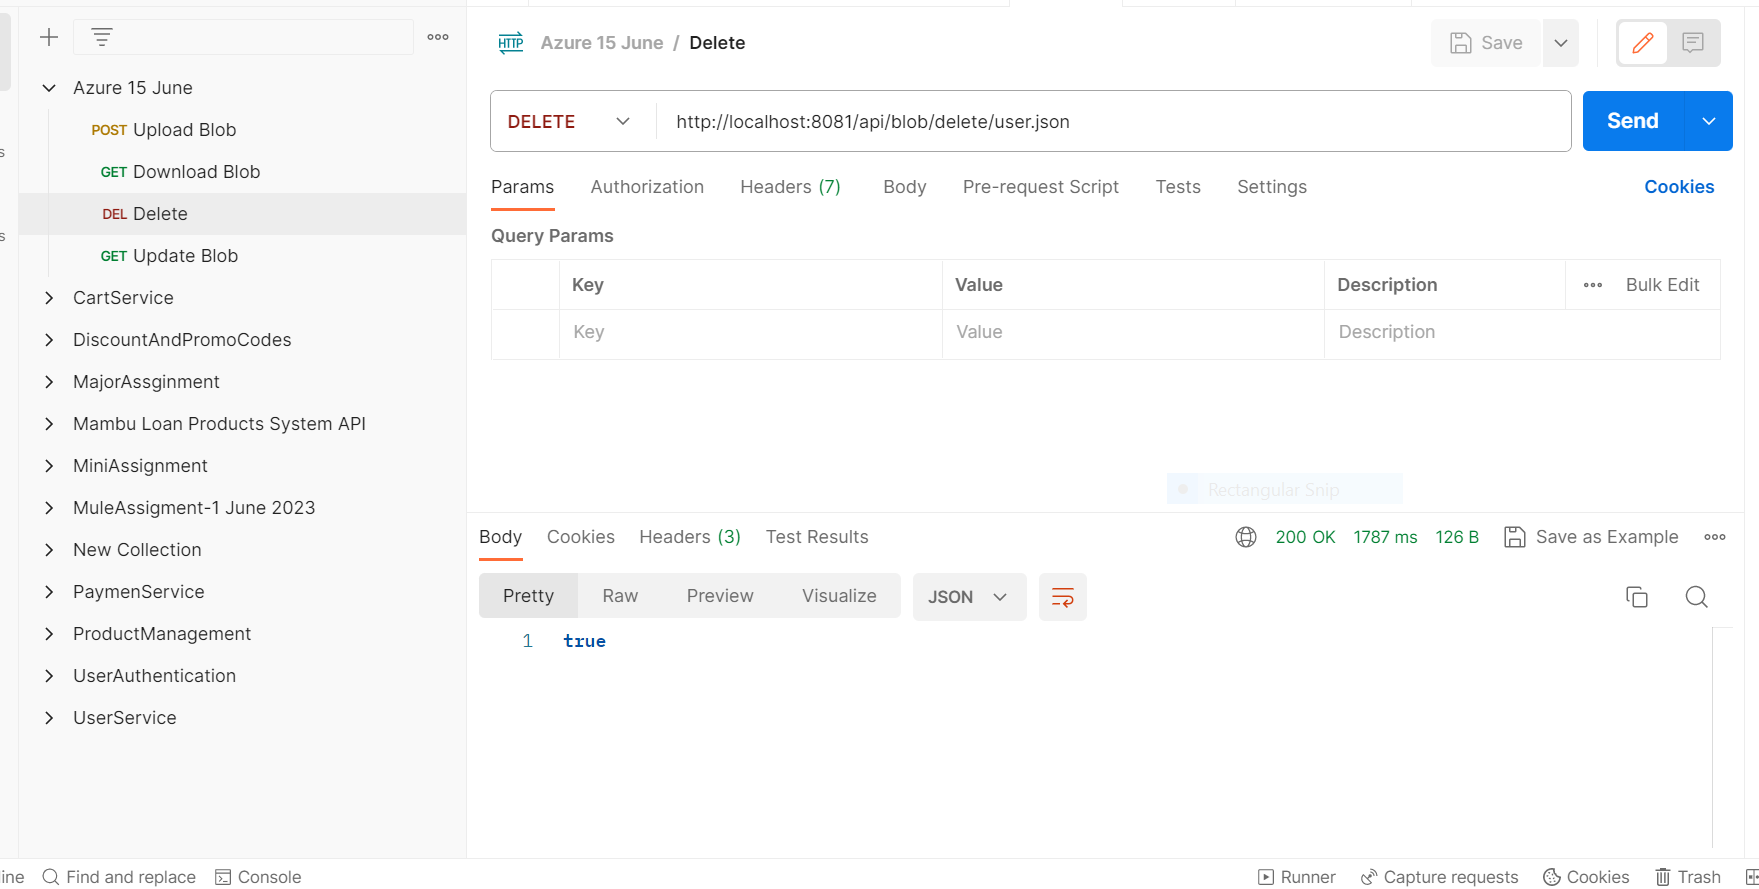 Azure 15 June
POST Upload Blob
GET Download Blob
DEL Delete
GET Update Blob
CartService
DiscountAndPromoCodes
MajorAssginment
Mambu Loan Products System API
MiniAssignment
MuleAssigment-1 June 2023
New Collection
PaymenService
ProductManagement
UserAuthentication
UserService
HTTP Azure 15 June / Delete
Save
DELETE http://localhost:8081/api/blob/delete/user.json
Send
Params Authorization Headers (7) Body Pre-request Script Tests Settings Cookies
Query Params
Key Value Description Bulk Edit
Key Value Description
Rectangular Snip
Body Cookies Headers (3) Test Results 200 OK 1787 ms 126 B Save as Example
Pretty Raw Preview Visualize JSON
1 true
Find and replace Console Runner Capture requests Cookies Trash